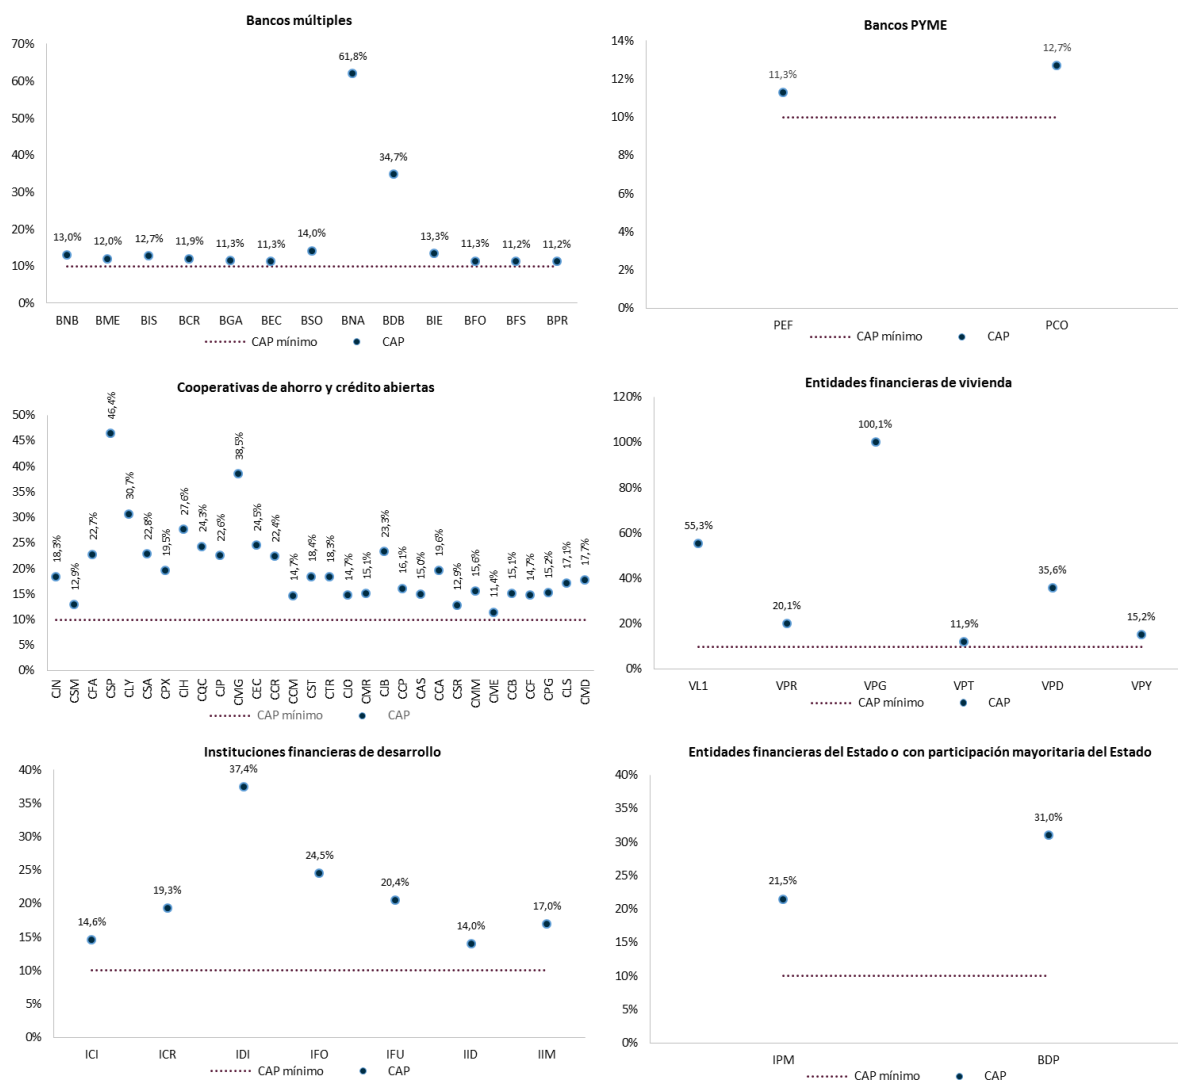 Bancos múltiples
70%
60%
50%
40%
30%
20%
10%
0%
13,0% 12,0% 12,7% 11,9% 11,3% 11,3% 14,0% 61,8% 34,7% 13,3% 11,3% 11,2% 11,2%
BNB BME BIS BCR BGA BEC BSO BNA BDB BIE BFO BFS BPR
CAP mínimo CAP
Bancos PYME
14%
12%
10%
8%
6%
4%
2%
0%
11,3% 12,7%
PEF PCO
CAP mínimo CAP
Cooperativas de ahorro y crédito abiertas
50%
45%
40%
35%
30%
25%
20%
15%
10%
5%
0%
18,3% 12,9% 22,7% 46,4% 30,7% 22,8% 19,5% 27,6% 24,3% 22,6% 38,5% 24,5% 22,4% 14,7% 18,4% 18,3% 14,7% 15,1% 23,3% 16,1% 15,0% 19,6% 12,9% 15,6% 11,4% 15,1% 14,7% 15,2% 17,1% 17,7%
CJN CSM CFA CSP CLY CSA CPX CIH CQC CJP CMG CEC CCR CCM CST CTR CJO CMR CJB CCP CAS CCA CSR CMM CME CCB CCF CPG CLS CMD
CAP mínimo CAP
Entidades financieras de vivienda
120%
100%
80%
60%
40%
20%
0%
55,3% 20,1% 100,1% 11,9% 35,6% 15,2%
VL1 VPR VPG VPT VPD VPY
CAP mínimo CAP
Instituciones financieras de desarrollo
40%
35%
30%
25%
20%
15%
10%
5%
0%
14,6% 19,3% 37,4% 24,5% 20,4% 14,0% 17,0%
ICI ICR IDI IFO IFU IID IIM
CAP mínimo CAP
Entidades financieras del Estado o con participación mayoritaria del Estado
40%
35%
30%
25%
20%
15%
10%
5%
0%
21,5% 31,0%
IPM BDP
CAP mínimo CAP